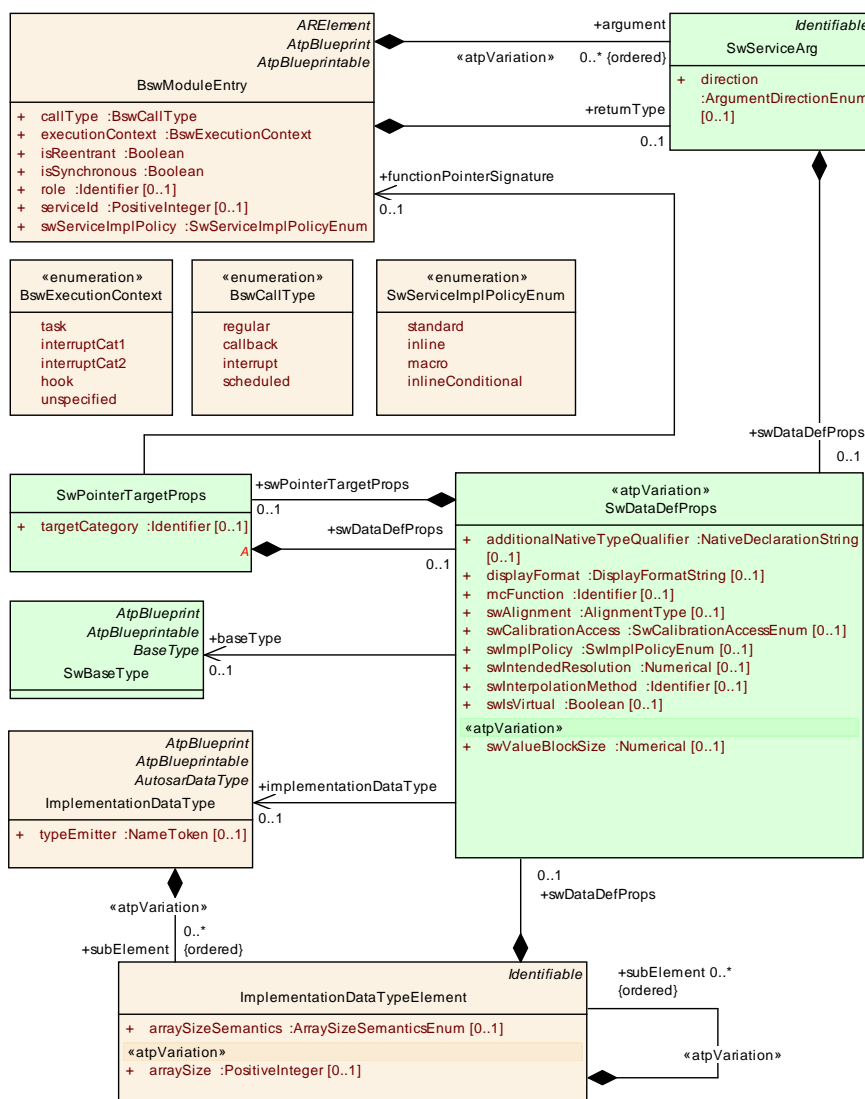 ARElement
AtpBlueprint
AtpBlueprintable
BswModuleEntry
+ callType :BswCallType
+ executionContext :BswExecutionContext
+ isReentrant :Boolean
+ isSynchronous :Boolean
+ role :Identifier [0..1]
+ serviceId :PositiveInteger [0..1]
+ swServiceImplPolicy :SwServiceImplPolicyEnum
+argument
«atpVariation» 0..* {ordered}
+returnType
0..1
Identifiable
SwServiceArg
+ direction
:ArgumentDirectionEnum
[0..1]
+functionPointerSignature
0..1
«enumeration»
BswExecutionContext
task
interruptCat1
interruptCat2
hook
unspecified
«enumeration»
BswCallType
regular
callback
interrupt
scheduled
«enumeration»
SwServiceImplPolicyEnum
standard
inline
macro
inlineConditional
+swDataDefProps
0..1
SwPointerTargetProps
+ targetCategory :Identifier [0..1]
A
+swPointerTargetProps
0..1
+swDataDefProps
0..1
«atpVariation»
SwDataDefProps
+ additionalNativeTypeQualifier :NativeDeclarationString
[0..1]
+ displayFormat :DisplayFormatString [0..1]
+ mcFunction :Identifier [0..1]
+ swAlignment :AlignmentType [0..1]
+ swCalibrationAccess :SwCalibrationAccessEnum [0..1]
+ swImplPolicy :SwImplPolicyEnum [0..1]
+ swIntendedResolution :Numerical [0..1]
+ swInterpolationMethod :Identifier [0..1]
+ swIsVirtual :Boolean [0..1]
«atpVariation»
+ swValueBlockSize :Numerical [0..1]
AtpBlueprint
AtpBlueprintable
BaseType
SwBaseType
+baseType
0..1
AtpBlueprint
AtpBlueprintable
AutosarDataType
ImplementationDataType
+ typeEmitter :NameToken [0..1]
+implementationDataType
0..1
«atpVariation»
0..*
+subElement {ordered}
0..1
+swDataDefProps
Identifiable
ImplementationDataTypeElement
+ arraySizeSemantics :ArraySizeSemanticsEnum [0..1]
«atpVariation»
+ arraySize :PositiveInteger [0..1]
+subElement 0..*
{ordered}
«atpVariation»